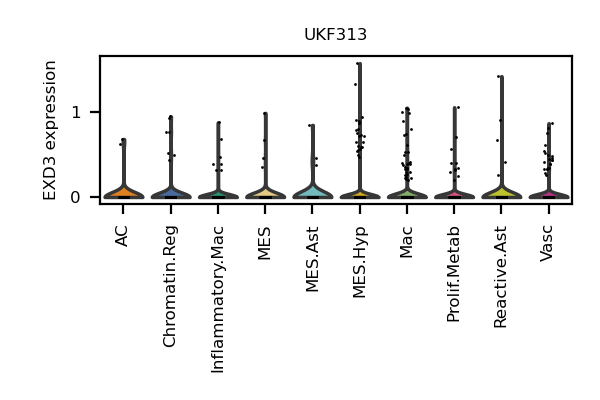 UKF313
EXD3 expression
1
0
AC
Chromatin.Reg
Inflammatory.Mac
MES
MES.Ast
MES.Hyp
Mac
Prolif.Metab
Reactive.Ast
Vasc